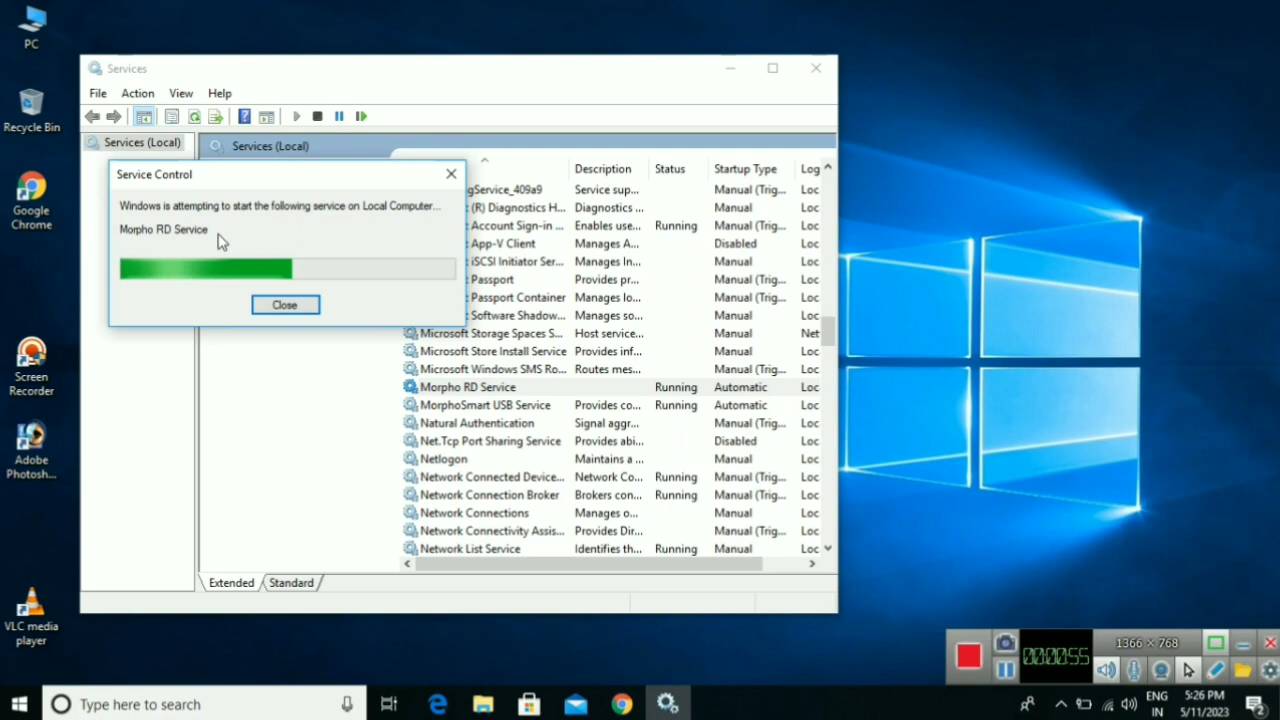 PC
Recycle Bin
Google
Chrome
Screen
Recorder
Adobe
Photosh...
VLC media
player
Services
File Action View Help
Services (Local)
Services (Local)
Description Status Startup Type Log
gService_409a9 Service sup... Manual (Trig... Loc
(R) Diagnostics H... Diagnostics ... Manual Loc
Account Sign-in ... Enables use... Running Manual (Trig... Loc
App-V Client Manages A... Disabled Loc
iSCSI Initiator Ser... Manages In... Manual Loc
Passport Provides pr... Manual (Trig... Loc
Passport Container Manages lo... Manual (Trig... Loc
Software Shadow... Manages so... Manual Loc
Microsoft Storage Spaces S... Host service... Manual Net
Microsoft Store Install Service Provides inf... Manual Loc
Microsoft Windows SMS Ro... Routes mes... Manual (Trig... Loc
Morpho RD Service Running Automatic Loc
MorphoSmart USB Service Provides co... Running Automatic Loc
Natural Authentication Signal aggr... Manual (Trig... Loc
Net.Tcp Port Sharing Service Provides abi... Disabled Loc
Netlogon Maintains a ... Manual Loc
Network Connected Device... Network Co... Running Manual (Trig... Loc
Network Connection Broker Brokers con... Running Manual (Trig... Loc
Network Connections Manages o... Manual Loc
Network Connectivity Assis... Provides Dir... Manual (Trig... Loc
Network List Service Identifies th... Running Manual Loc
Extended Standard
Service Control
Windows is attempting to start the following service on Local Computer...
Morpho RD Service
Close
00:00:55
1366 × 768
Type here to search
ENG
IN
5:26 PM
5/11/2023
2